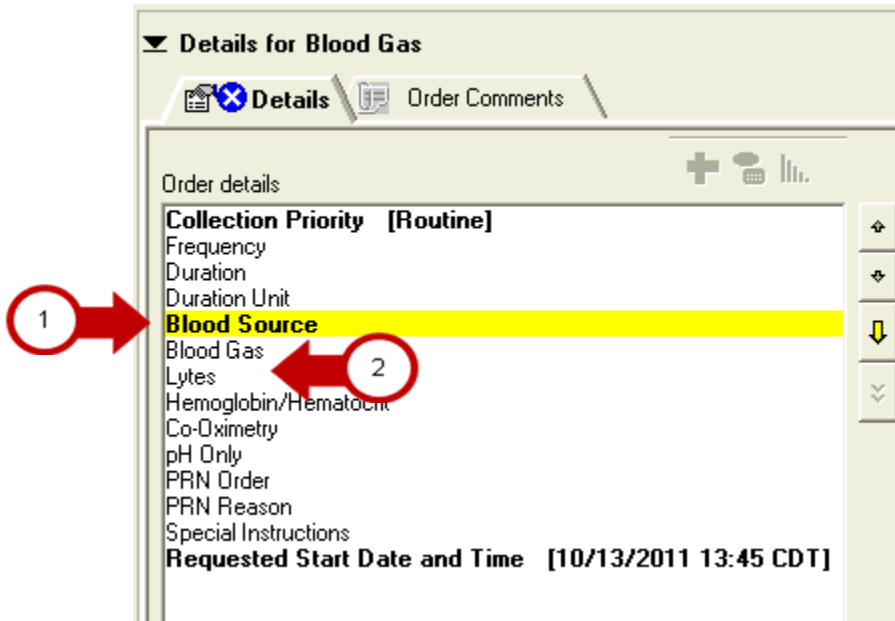 Details for Blood Gas
Details Order Comments
Order details
Collection Priority [Routine]
Frequency
Duration
Duration Unit
1
Blood Source
Blood Gas
2
Lytes
Hemoglobin/Hematocrit
Co-Oximetry
pH Only
PRN Order
PRN Reason
Special Instructions
Requested Start Date and Time [10/13/2011 13:45 CDT]